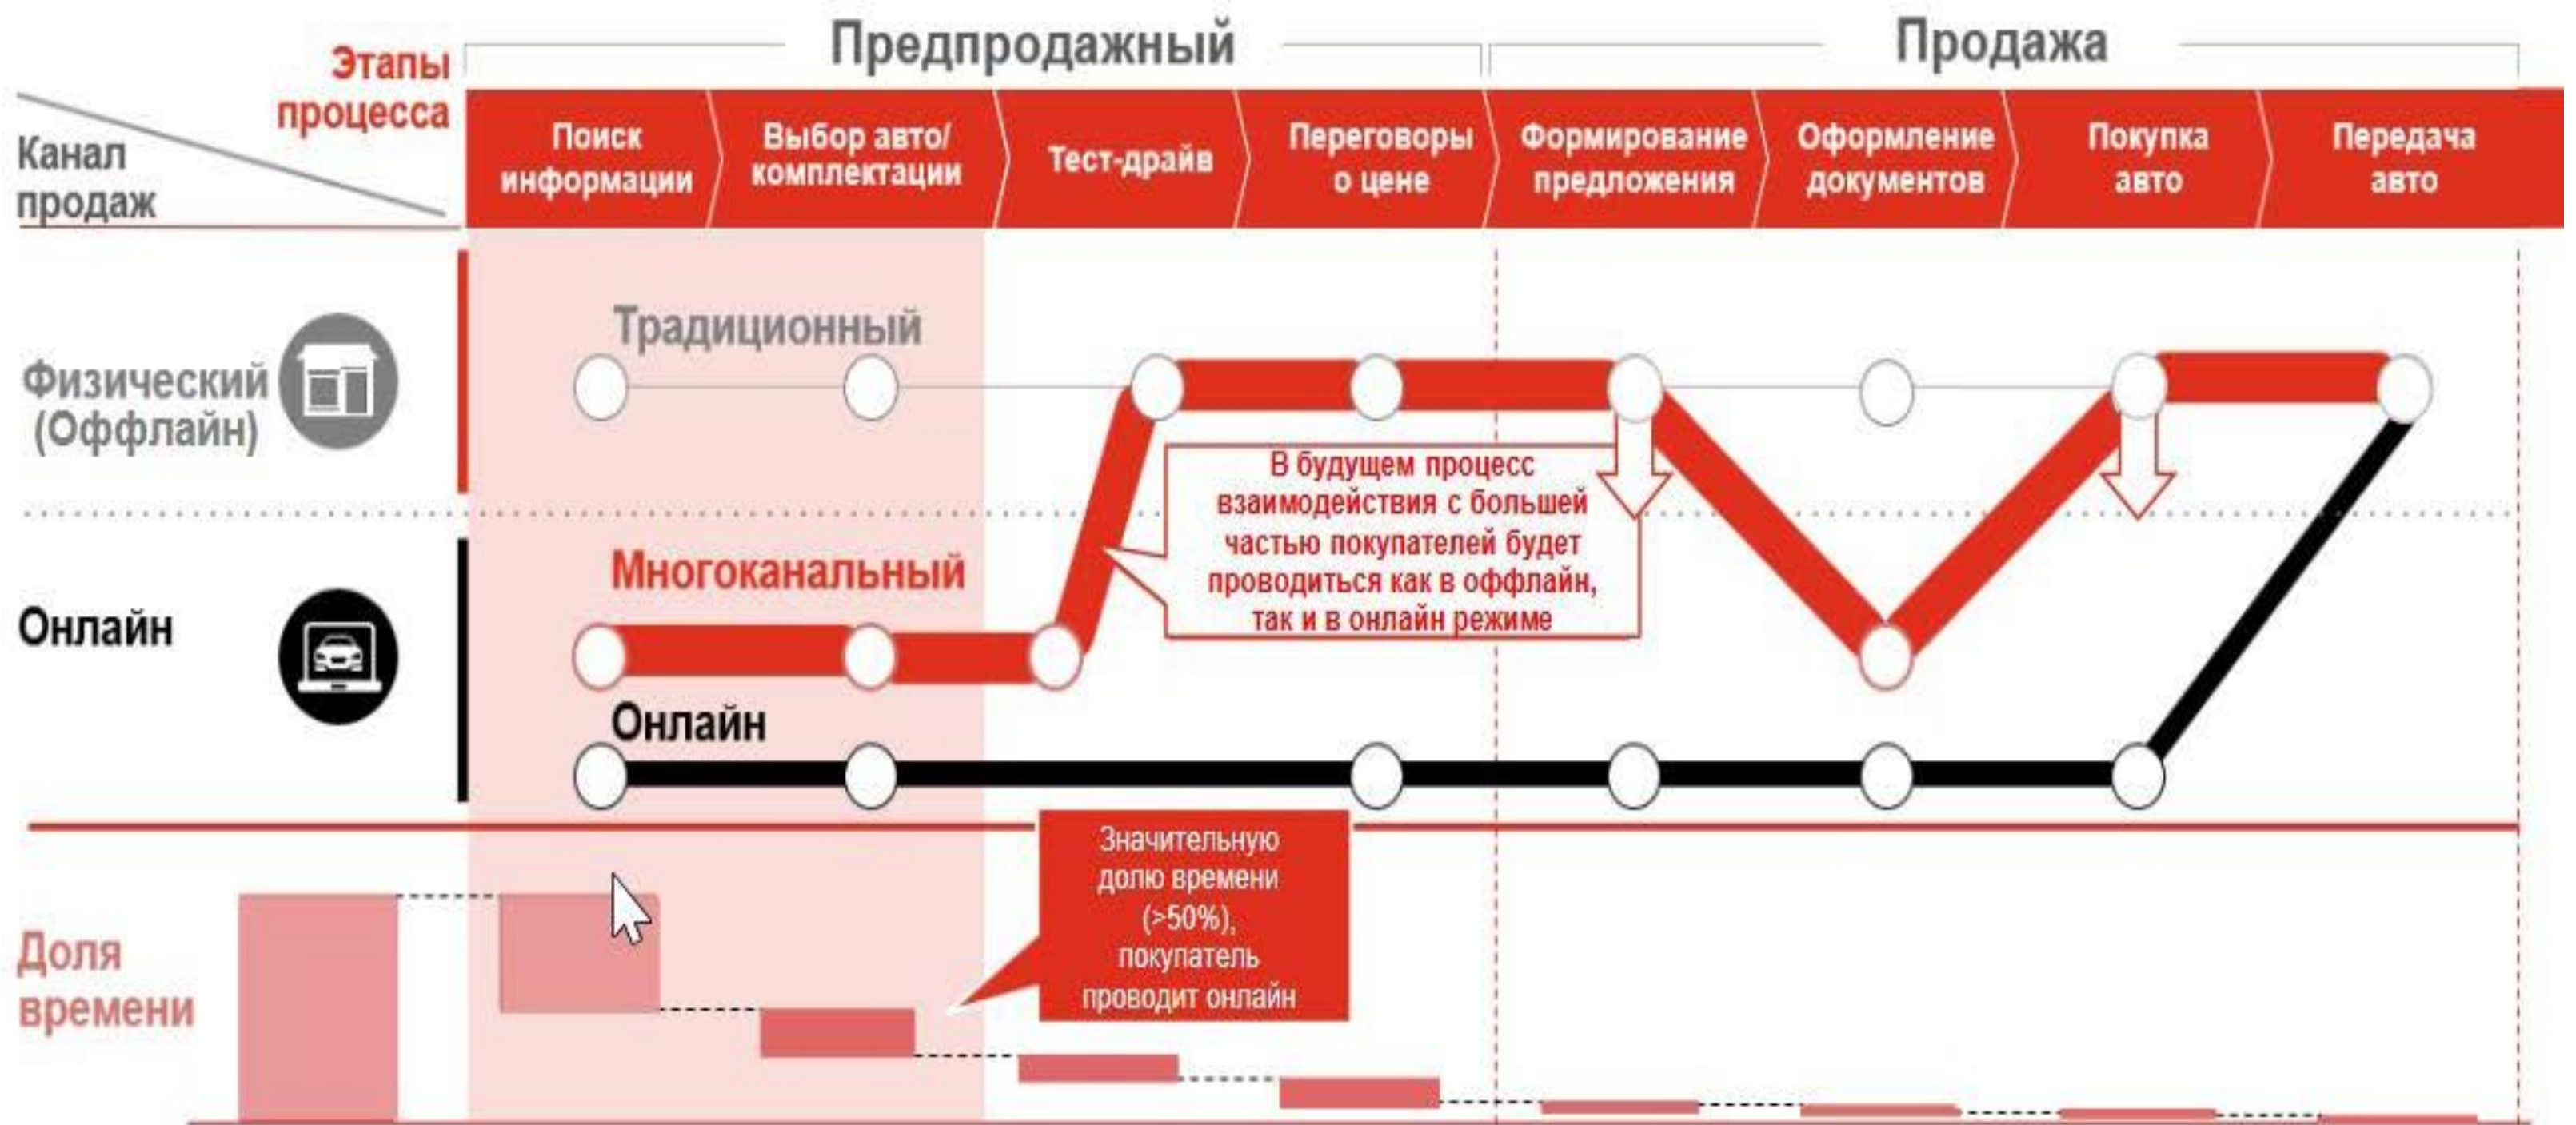 Предпродажный
Продажа
Этапы
процесса
Канал
продаж
Поиск
информации
Выбор авто/
комплектации
Тест-драйв
Переговоры
о цене
Формирование
предложения
Оформление
документов
Покупка
авто
Передача
авто
Физический
(Оффлайн)
Традиционный
В будущем процесс
взаимодействия с большей
частью покупателей будет
проводиться как в оффлайн,
так и в онлайн режиме
Многоканальный
Онлайн
Онлайн
Значительную
долю времени
(>50%),
покупатель
проводит онлайн
Доля
времени